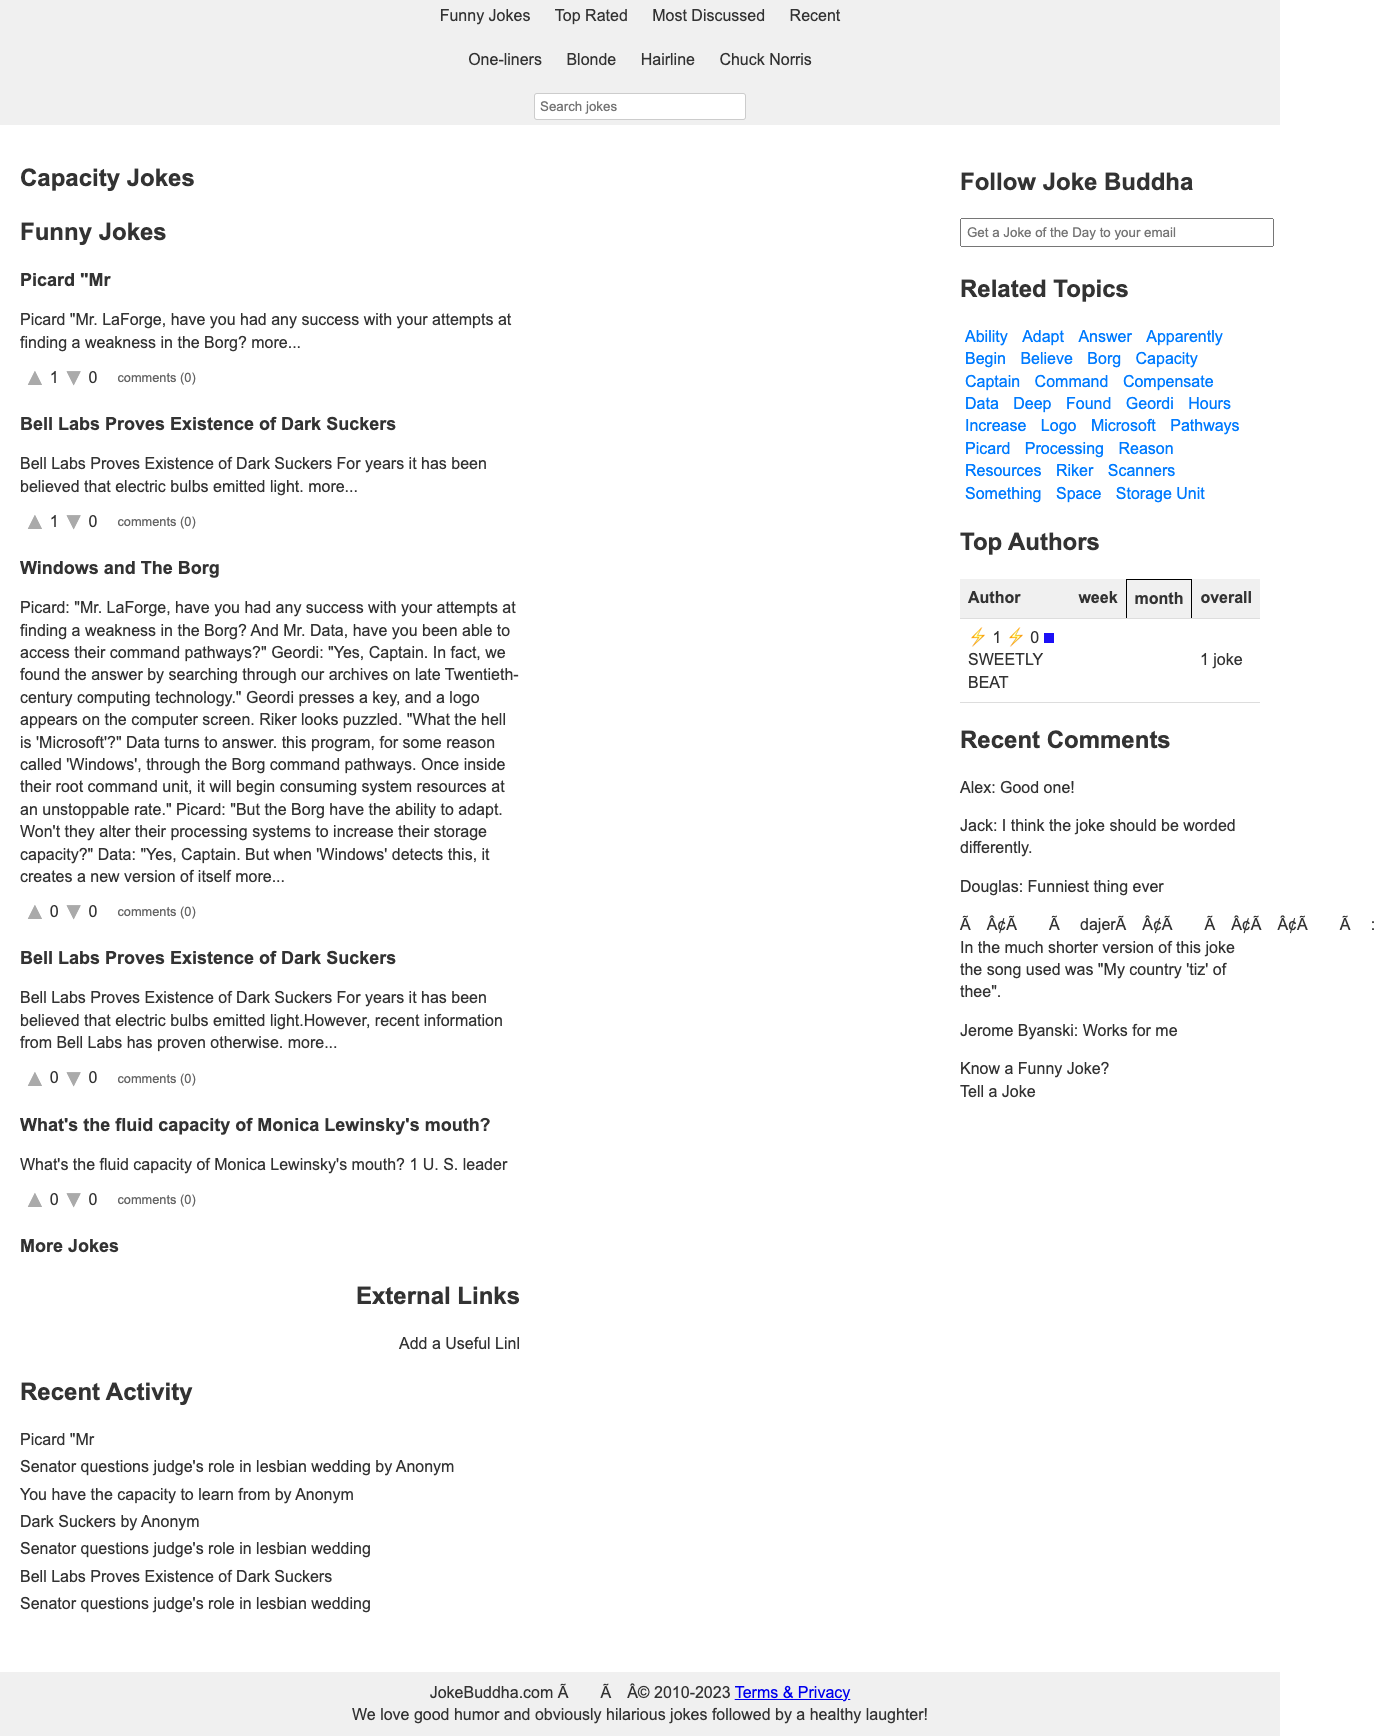 Funny Jokes Top Rated Most Discussed Recent
One-liners Blonde Hairline Chuck Norris
Search jokes
Capacity Jokes
Funny Jokes
Picard "Mr
Picard "Mr. LaForge, have you had any success with your attempts at
finding a weakness in the Borg? more...
▲ 1 ▼ 0 comments (0)
Bell Labs Proves Existence of Dark Suckers
Bell Labs Proves Existence of Dark Suckers For years it has been
believed that electric bulbs emitted light. more...
▲ 1 ▼ 0 comments (0)
Windows and The Borg
Picard: "Mr. LaForge, have you had any success with your attempts at
finding a weakness in the Borg? And Mr. Data, have you been able to
access their command pathways?" Geordi: "Yes, Captain. In fact, we
found the answer by searching through our archives on late Twentieth-
century computing technology." Geordi presses a key, and a logo
appears on the computer screen. Riker looks puzzled. "What the hell
is 'Microsoft'?" Data turns to answer. this program, for some reason
called 'Windows', through the Borg command pathways. Once inside
their root command unit, it will begin consuming system resources at
an unstoppable rate." Picard: "But the Borg have the ability to adapt.
Won't they alter their processing systems to increase their storage
capacity?" Data: "Yes, Captain. But when 'Windows' detects this, it
creates a new version of itself more...
▲ 0 ▼ 0 comments (0)
Bell Labs Proves Existence of Dark Suckers
Bell Labs Proves Existence of Dark Suckers For years it has been
believed that electric bulbs emitted light.However, recent information
from Bell Labs has proven otherwise. more...
▲ 0 ▼ 0 comments (0)
What's the fluid capacity of Monica Lewinsky's mouth?
What's the fluid capacity of Monica Lewinsky's mouth? 1 U. S. leader
▲ 0 ▼ 0 comments (0)
More Jokes
External Links
Add a Useful Linl
Recent Activity
Picard "Mr
Senator questions judge's role in lesbian wedding by Anonym
You have the capacity to learn from by Anonym
Dark Suckers by Anonym
Senator questions judge's role in lesbian wedding
Bell Labs Proves Existence of Dark Suckers
Senator questions judge's role in lesbian wedding
Follow Joke Buddha
Get a Joke of the Day to your email
Related Topics
Ability Adapt Answer Apparently
Begin Believe Borg Capacity
Captain Command Compensate
Data Deep Found Geordi Hours
Increase Logo Microsoft Pathways
Picard Processing Reason
Resources Riker Scanners
Something Space Storage Unit
Top Authors
Author week month overall
⚡ 1 ⚡ 0
SWEETLY 1 joke
BEAT
Recent Comments
Alex: Good one!
Jack: I think the joke should be worded
differently.
Douglas: Funniest thing ever
Ã Â¢Ã Ã dajerÃ Â¢Ã Ã Â¢Ã Â¢Ã Ã :
In the much shorter version of this joke
the song used was "My country 'tiz' of
thee".
Jerome Byanski: Works for me
Know a Funny Joke?
Tell a Joke
JokeBuddha.com Ã Ã Â© 2010-2023 Terms & Privacy
We love good humor and obviously hilarious jokes followed by a healthy laughter!